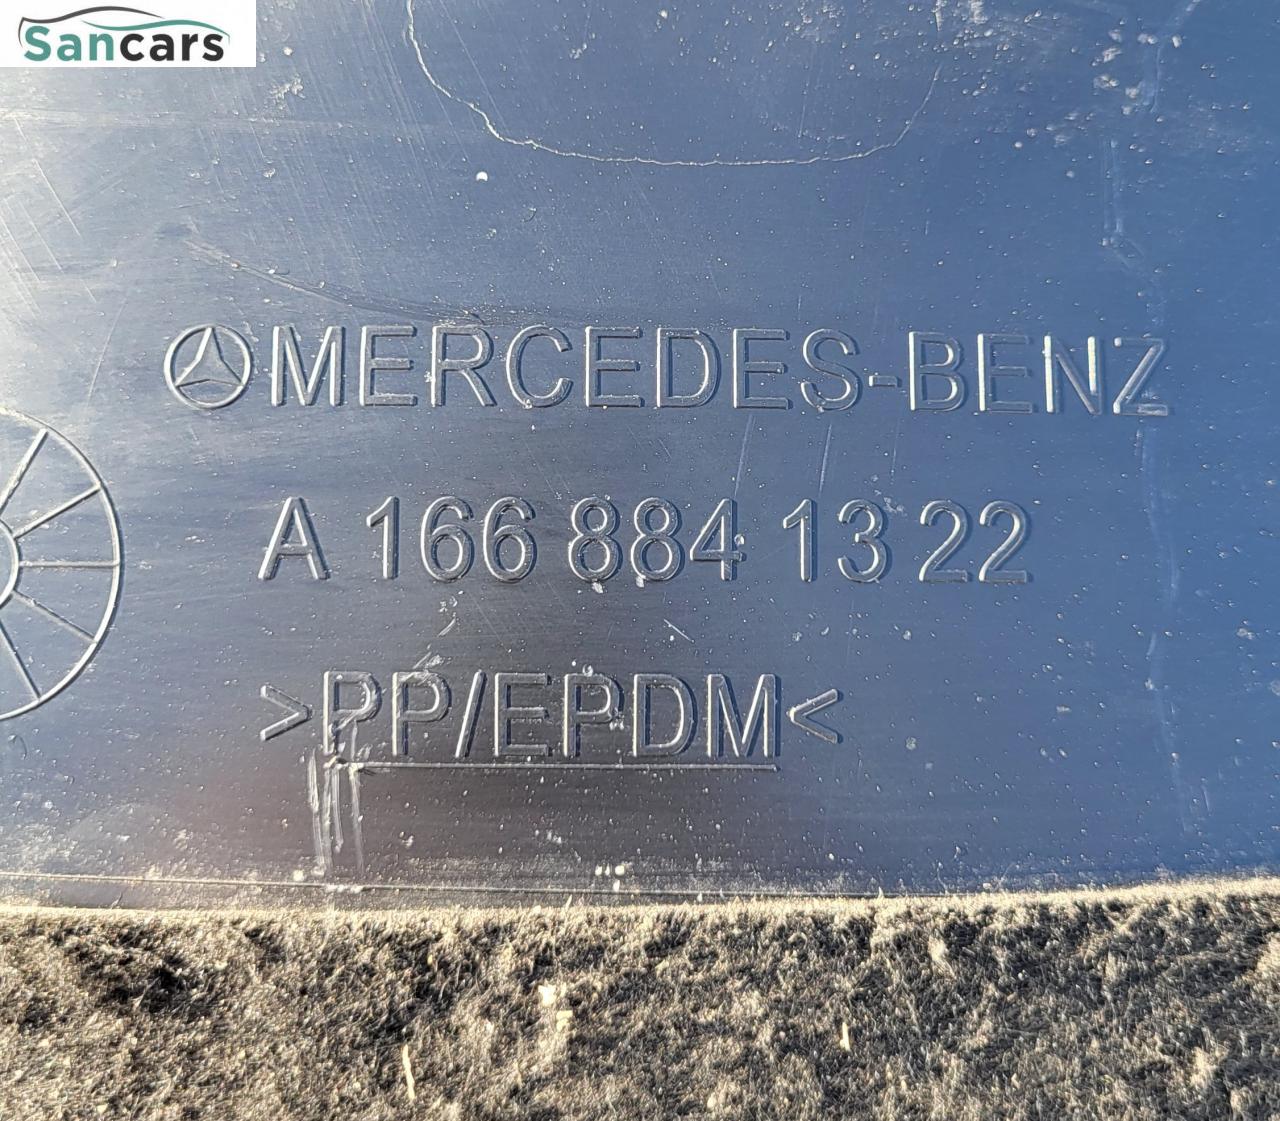 Sancars
MERCEDES-BENZ
A 166 884 13 22
>PP/EPDM<